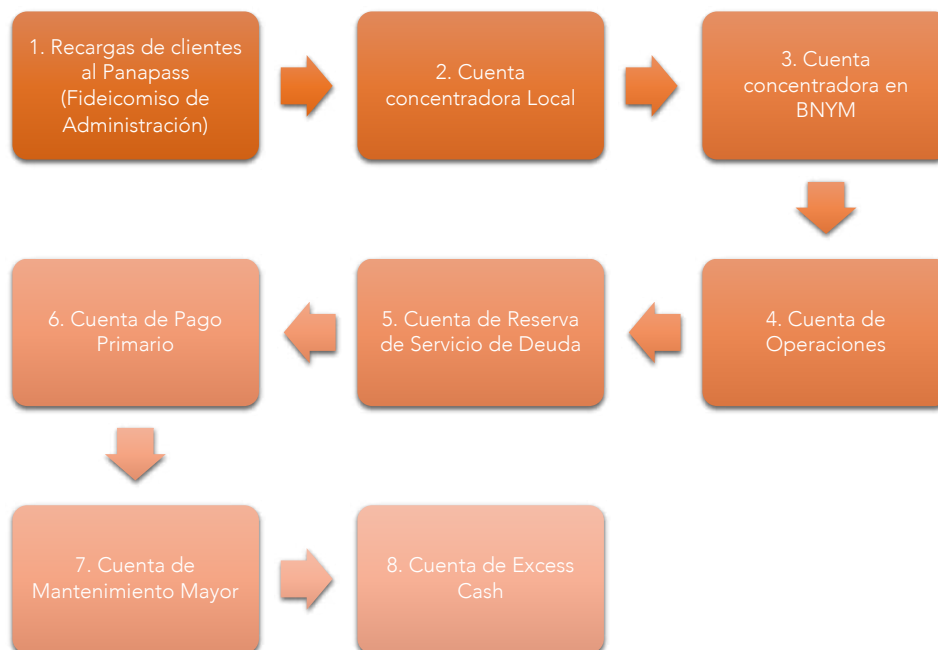 1. Recargas de clientes
al Panapass
(Fideicomiso de
Administración)
2. Cuenta
concentradora Local
3. Cuenta
concentradora en
BNYM
4. Cuenta de
Operaciones
5. Cuenta de Reserva
de Servicio de Deuda
6. Cuenta de Pago
Primario
7. Cuenta de
Mantenimiento Mayor
8. Cuenta de Excess
Cash